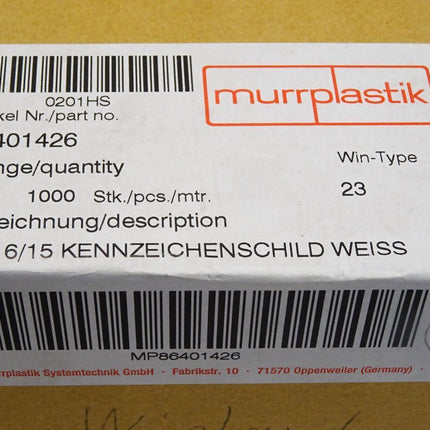 0201HS
kel Nr./part no.
murrplastik
401426
nge/quantity
Win-Type
1000 Stk./pcs./mtr.
23
eichnung/description
6/15 KENNZEICHENSCHILD WEISS
MP86401426
rrplastik Systemtechnik GmbH · Fabrikstr. 10 · 71570 Oppenweiler (Germany) ·